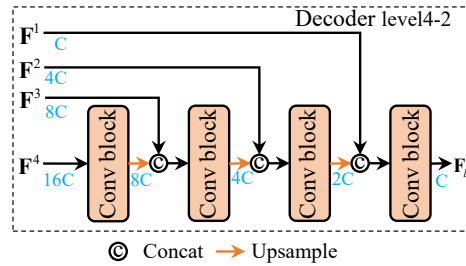 Decoder level4-2
F¹
C
F²
4C
F³
8C
F⁴
16C
Conv block
8C
©
Conv block
4C
©
Conv block
2C
©
Conv block
C
© Concat
Upsample